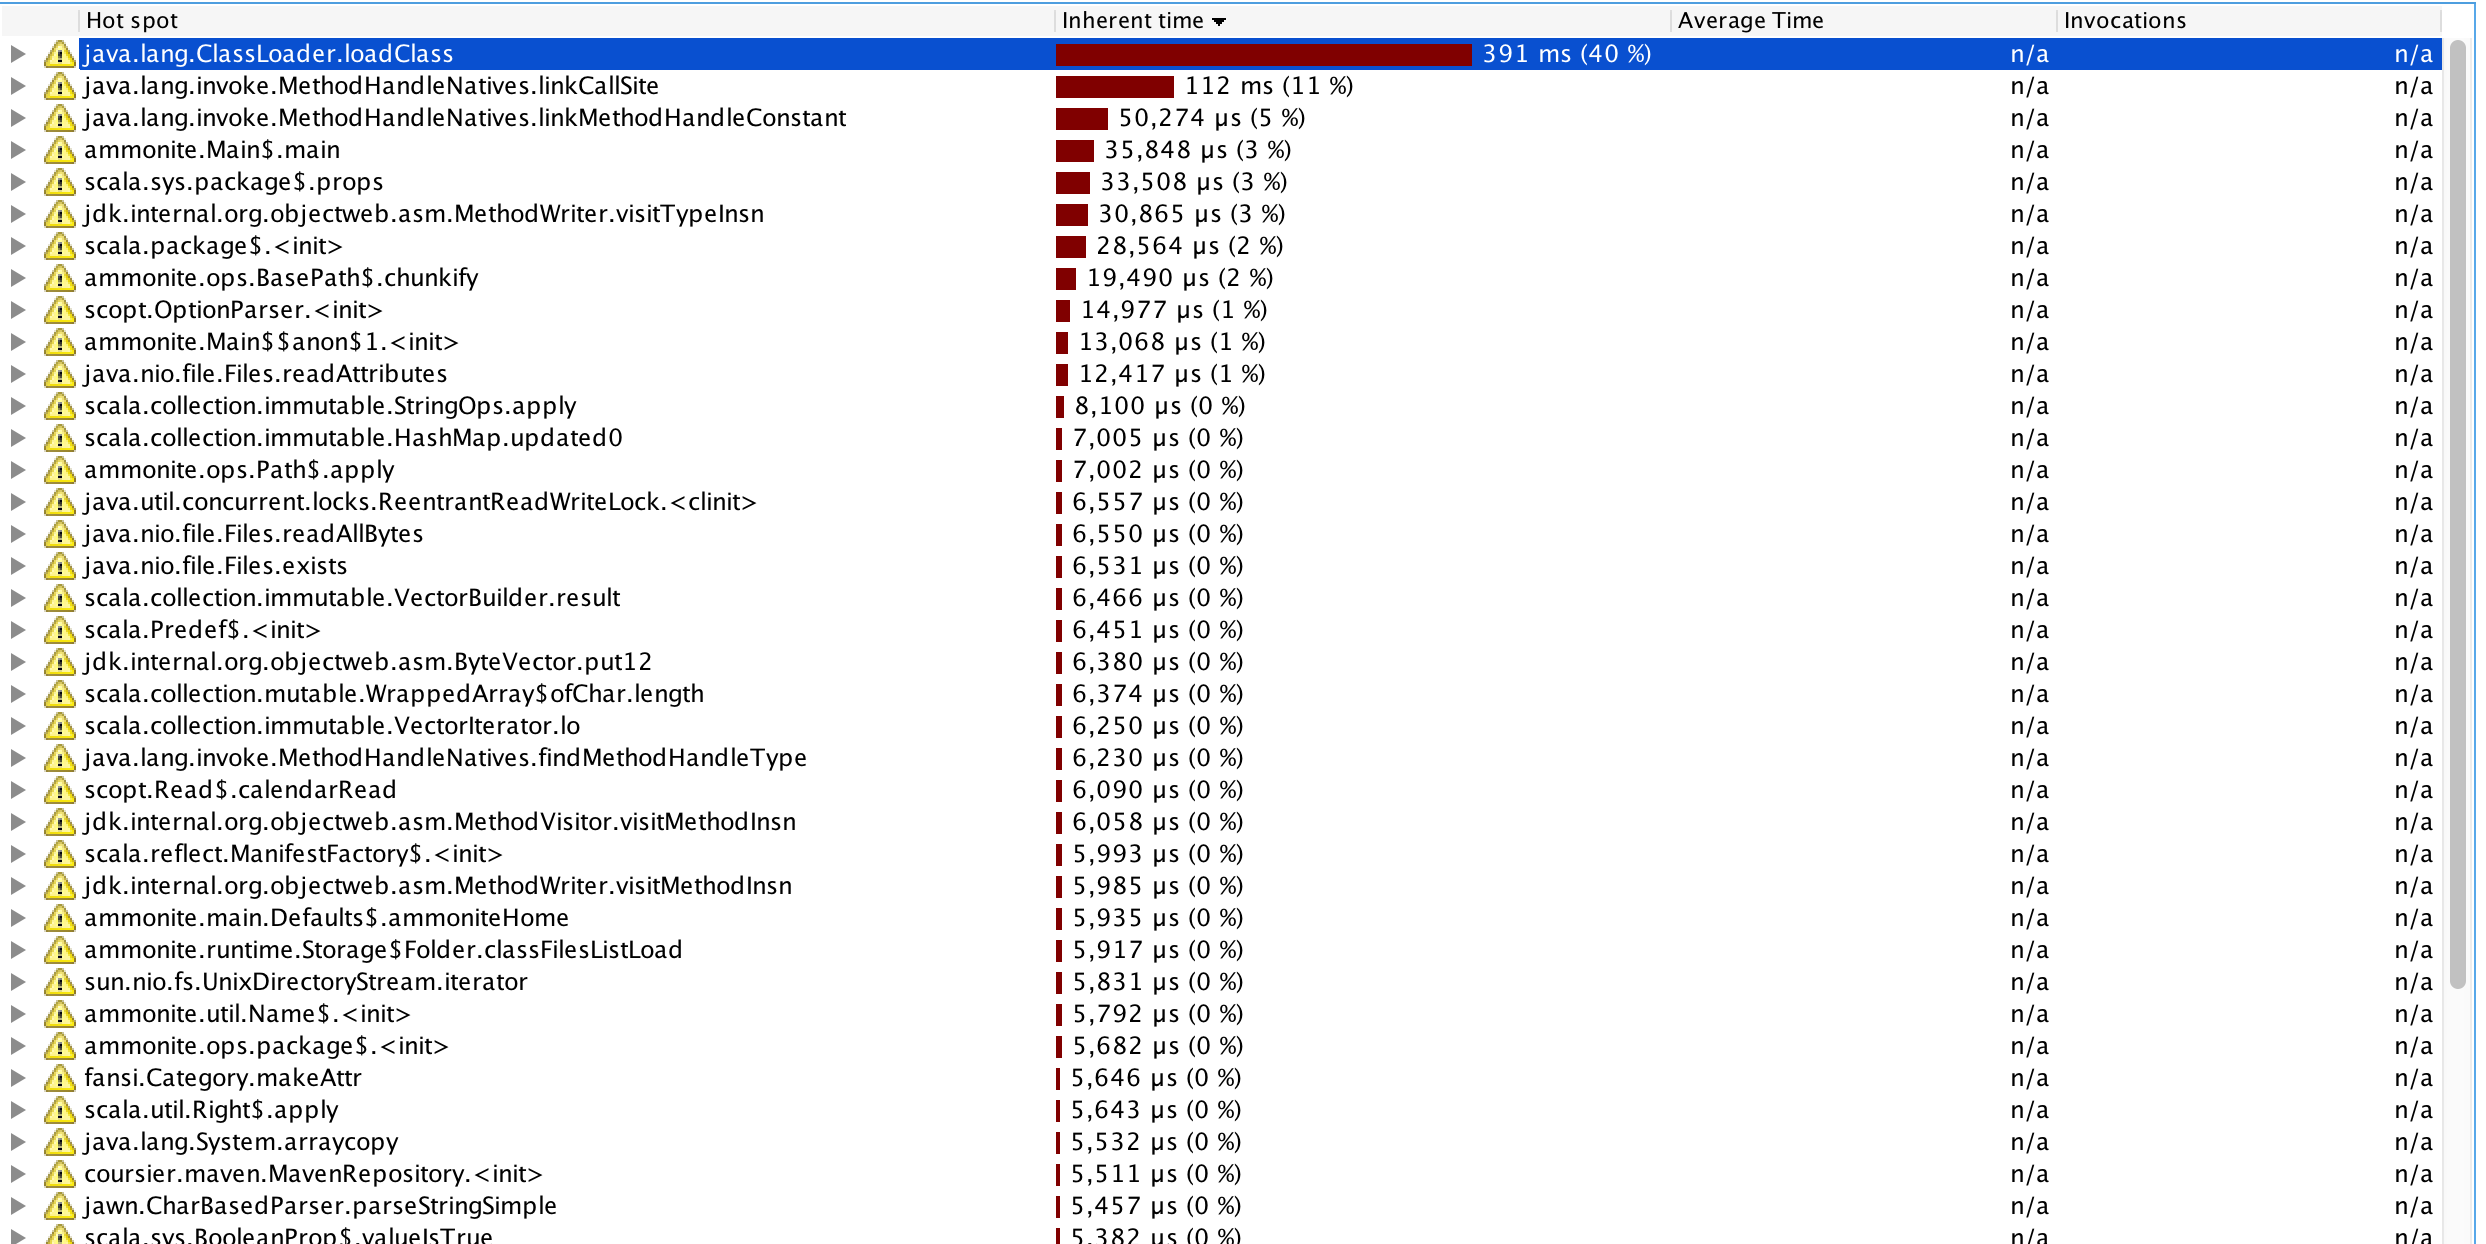 Hot spot Inherent time Average Time Invocations
java.lang.ClassLoader.loadClass 391 ms (40 %) n/a n/a
java.lang.invoke.MethodHandleNatives.linkCallSite 112 ms (11 %) n/a n/a
java.lang.invoke.MethodHandleNatives.linkMethodHandleConstant 50,274 µs (5 %) n/a n/a
ammonite.Main$.main 35,848 µs (3 %) n/a n/a
scala.sys.package$.props 33,508 µs (3 %) n/a n/a
jdk.internal.org.objectweb.asm.MethodWriter.visitTypeInsn 30,865 µs (3 %) n/a n/a
scala.package$.<init> 28,564 µs (2 %) n/a n/a
ammonite.ops.BasePath$.chunkify 19,490 µs (2 %) n/a n/a
scopt.OptionParser.<init> 14,977 µs (1 %) n/a n/a
ammonite.Main$$anon$1.<init> 13,068 µs (1 %) n/a n/a
java.nio.file.Files.readAttributes 12,417 µs (1 %) n/a n/a
scala.collection.immutable.StringOps.apply 8,100 µs (0 %) n/a n/a
scala.collection.immutable.HashMap.updated0 7,005 µs (0 %) n/a n/a
ammonite.ops.Path$.apply 7,002 µs (0 %) n/a n/a
java.util.concurrent.locks.ReentrantReadWriteLock.<clinit> 6,557 µs (0 %) n/a n/a
java.nio.file.Files.readAllBytes 6,550 µs (0 %) n/a n/a
java.nio.file.Files.exists 6,531 µs (0 %) n/a n/a
scala.collection.immutable.VectorBuilder.result 6,466 µs (0 %) n/a n/a
scala.Predef$.<init> 6,451 µs (0 %) n/a n/a
jdk.internal.org.objectweb.asm.ByteVector.put12 6,380 µs (0 %) n/a n/a
scala.collection.mutable.WrappedArray$ofChar.length 6,374 µs (0 %) n/a n/a
scala.collection.immutable.VectorIterator.lo 6,250 µs (0 %) n/a n/a
java.lang.invoke.MethodHandleNatives.findMethodHandleType 6,230 µs (0 %) n/a n/a
scopt.Read$.calendarRead 6,090 µs (0 %) n/a n/a
jdk.internal.org.objectweb.asm.MethodVisitor.visitMethodInsn 6,058 µs (0 %) n/a n/a
scala.reflect.ManifestFactory$.<init> 5,993 µs (0 %) n/a n/a
jdk.internal.org.objectweb.asm.MethodWriter.visitMethodInsn 5,985 µs (0 %) n/a n/a
ammonite.main.Defaults$.ammoniteHome 5,935 µs (0 %) n/a n/a
ammonite.runtime.Storage$Folder.classFilesListLoad 5,917 µs (0 %) n/a n/a
sun.nio.fs.UnixDirectoryStream.iterator 5,831 µs (0 %) n/a n/a
ammonite.util.Name$.<init> 5,792 µs (0 %) n/a n/a
ammonite.ops.package$.<init> 5,682 µs (0 %) n/a n/a
fansi.Category.makeAttr 5,646 µs (0 %) n/a n/a
scala.util.Right$.apply 5,643 µs (0 %) n/a n/a
java.lang.System.arraycopy 5,532 µs (0 %) n/a n/a
coursier.maven.MavenRepository.<init> 5,511 µs (0 %) n/a n/a
jawn.CharBasedParser.parseStringSimple 5,457 µs (0 %) n/a n/a
scala.sys.BooleanProp$.valueIsTrue 5,382 µs (0 %) n/a n/a